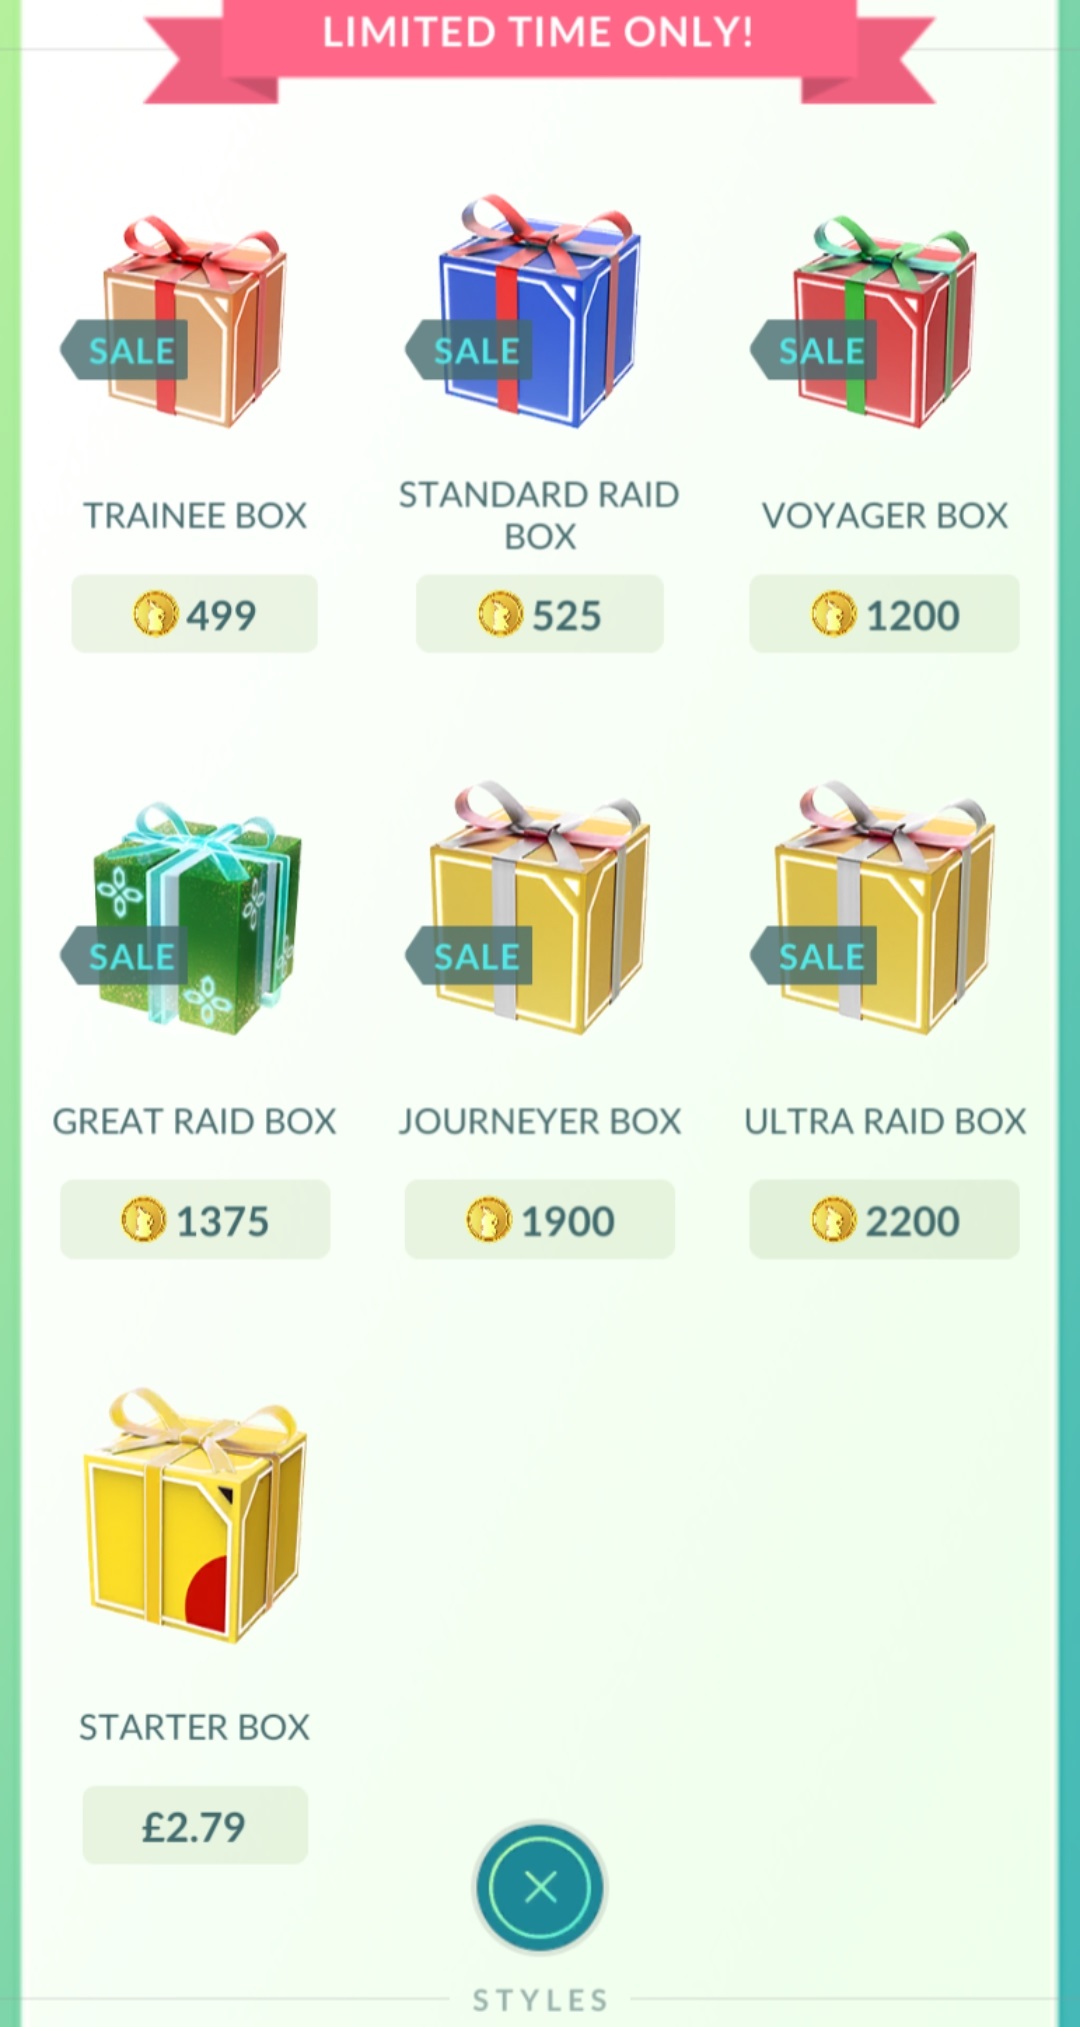 LIMITED TIME ONLY!
SALE
SALE
SALE
TRAINEE BOX
STANDARD RAID
BOX
VOYAGER BOX
499
525
1200
SALE
SALE
SALE
GREAT RAID BOX
JOURNEYER BOX
ULTRA RAID BOX
1375
1900
2200
STARTER BOX
£2.79
STYLES